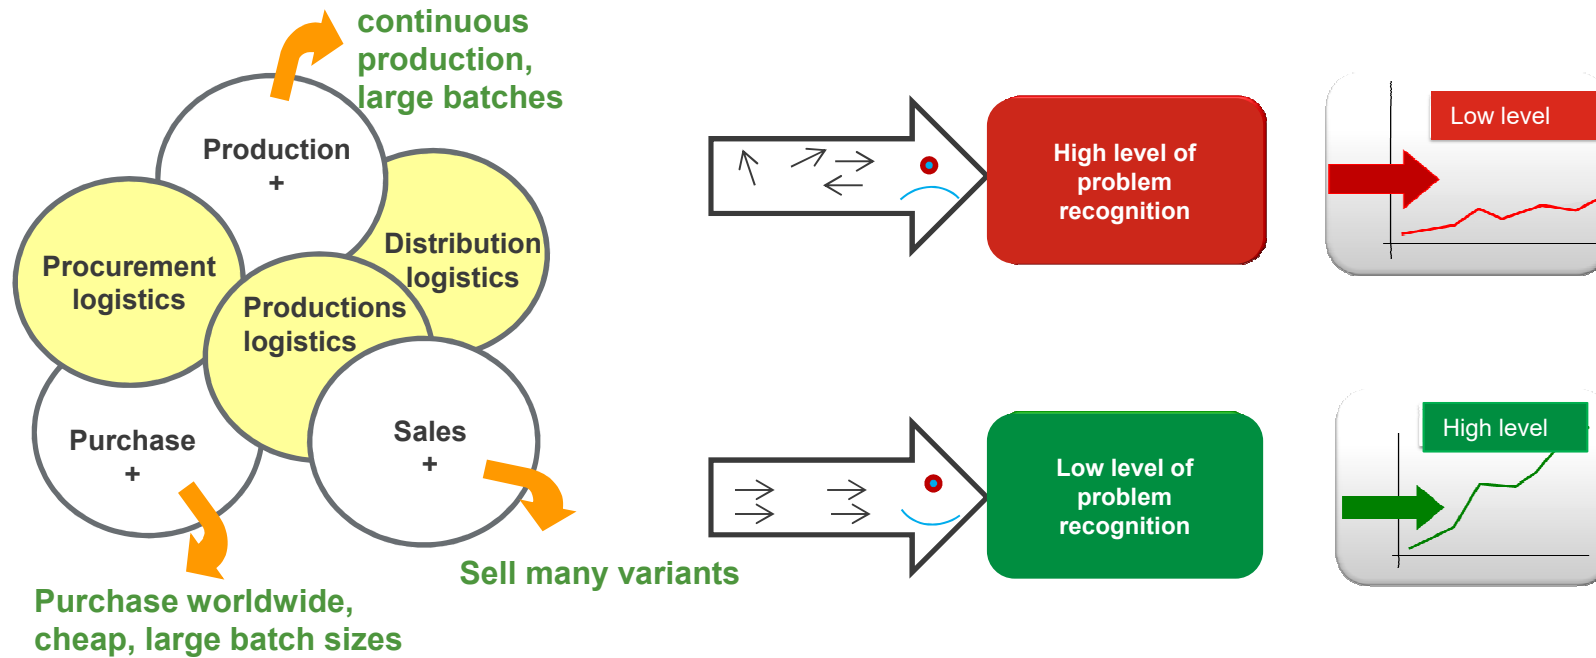 continuous
production,
large batches
Production
+
Distribution
logistics
Procurement
logistics
Productions
logistics
Purchase
+
Sales
+
Sell many variants
Purchase worldwide,
cheap, large batch sizes
High level of
problem
recognition
Low level
Low level of
problem
recognition
High level